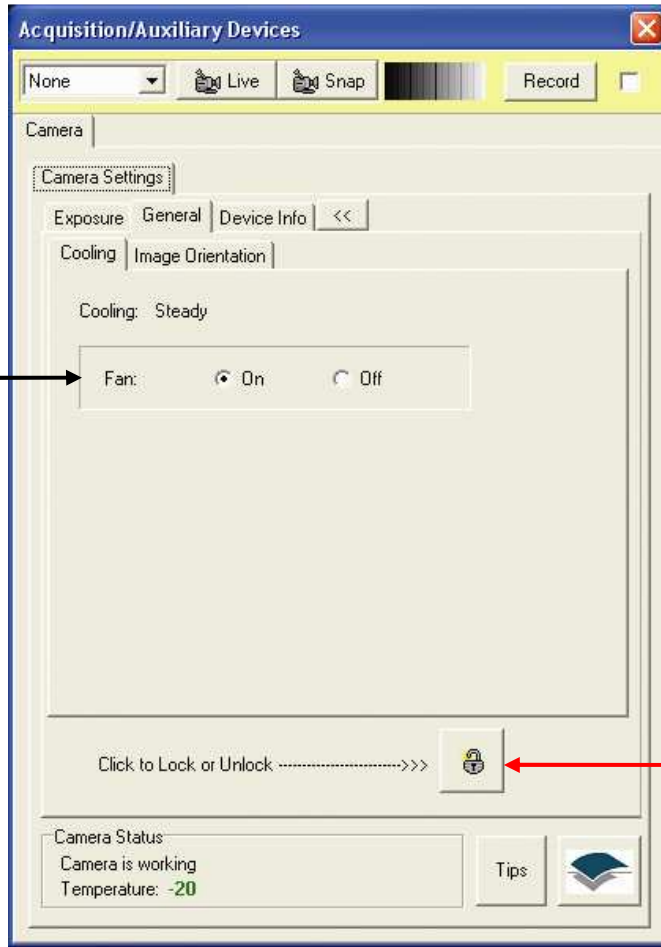 Acquisition/Auxiliary Devices
None Live Snap Record
Camera
Camera Settings
Exposure General Device Info <<
Cooling Image Orientation
Cooling: Steady
Fan: On Off
Click to Lock or Unlock ------------------------->>>
Camera Status
Camera is working
Temperature: -20
Tips